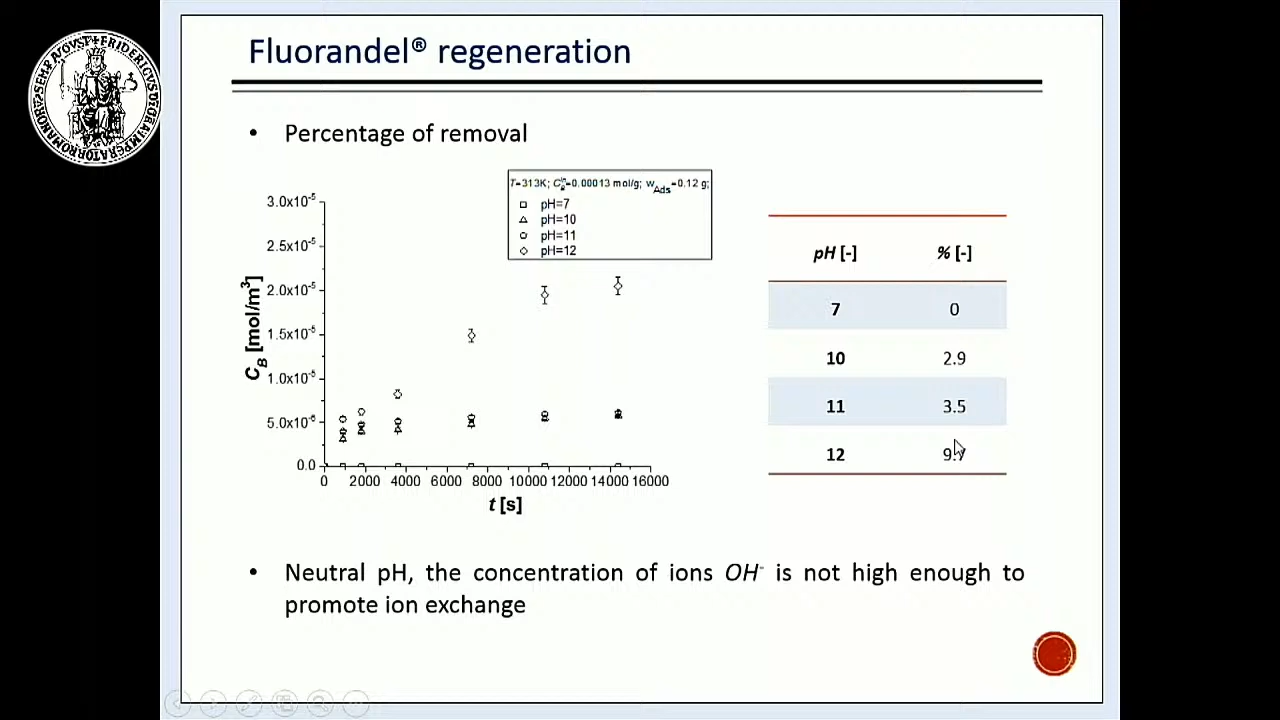 Fluorandel® regeneration
• Percentage of removal
T=313K; C =0.00013 mol/g; wAds=0.12 g;
pH=7
pH=10
pH=11
pH=12
3.0x10-5
2.5x10-5
2.0x10-5
1.5x10-5
1.0x10-5
5.0x10-6
0.0
CB [mol/m3]
0 2000 4000 6000 8000 10000 12000 14000 16000
t [s]
pH [-] % [-]
7 0
10 2.9
11 3.5
12 9.7
• Neutral pH, the concentration of ions OH- is not high enough to
promote ion exchange